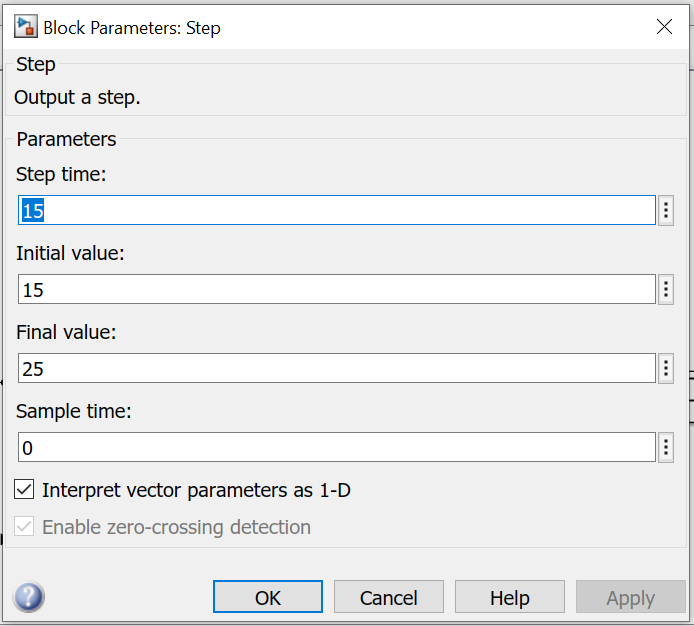 Block Parameters: Step
Step
Output a step.
Parameters
Step time:
15
Initial value:
15
Final value:
25
Sample time:
0
Interpret vector parameters as 1-D
Enable zero-crossing detection
?
OK Cancel Help Apply